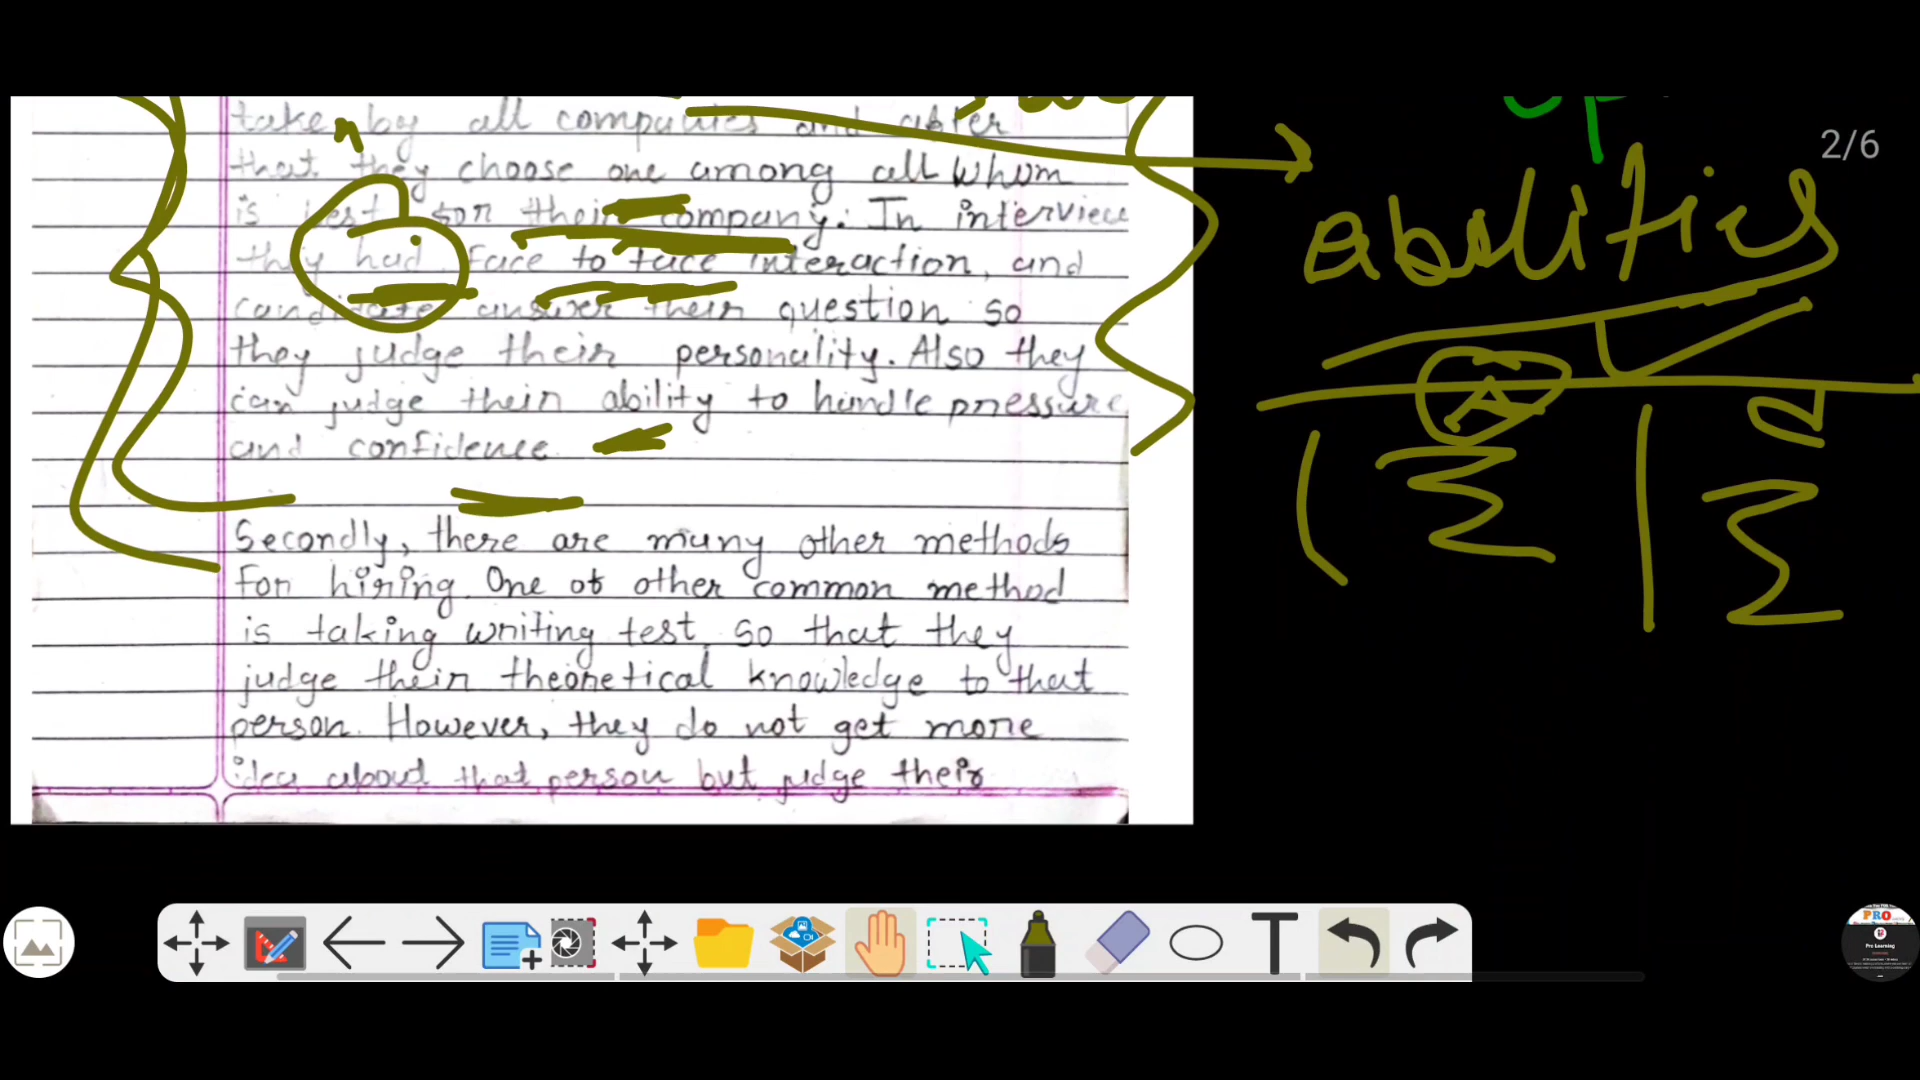 taken by all companies and after
that they choose one among all whom
is best for their company. In interview
they had face to face interaction, and
candidate answer their question so
they judge their personality. Also they
can judge their ability to handle pressure
and confidence
Secondly, there are many other methods
for hiring. One of other common method
is taking writing test so that they
judge their theoretical knowledge to that
person. However, they do not get more
idea about that person but judge their
2/6
abilities
A
T
PRO
Pro Learning